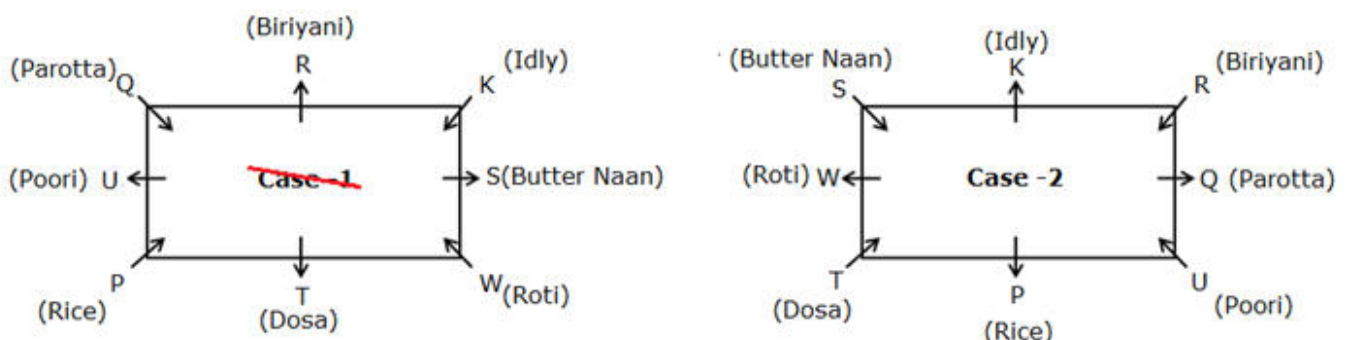 (Biriyani)
R
(Parotta) Q
K (Idly)
(Poori) U
Case -1
S(Butter Naan)
P
(Rice)
T
(Dosa)
W(Roti)
(Idly)
K
(Butter Naan)
S
R (Biriyani)
(Roti) W
Case -2
Q (Parotta)
T
(Dosa)
P
(Rice)
U
(Poori)